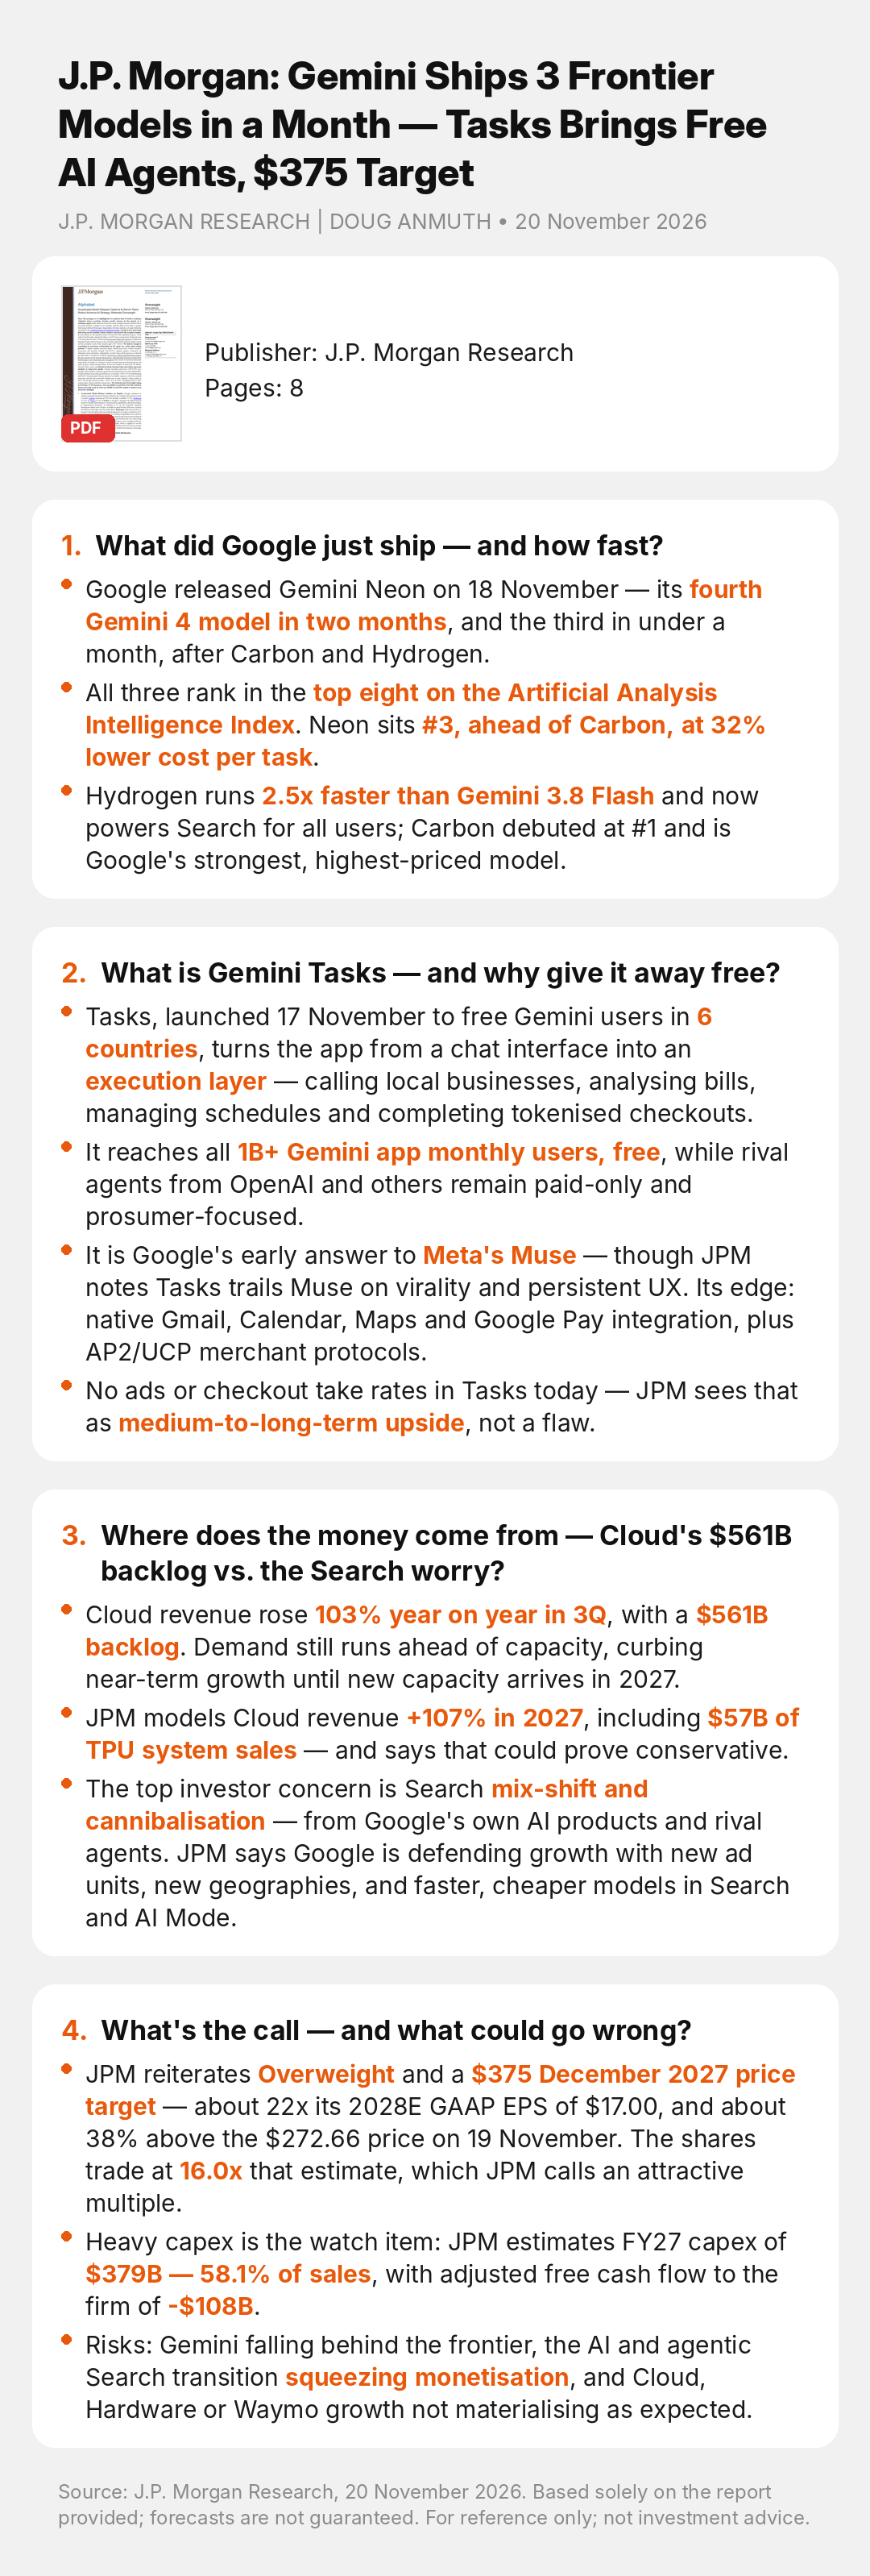 J.P. Morgan: Gemini Ships 3 Frontier
Models in a Month — Tasks Brings Free
AI Agents, $375 Target
J.P. MORGAN RESEARCH | DOUG ANMUTH • 20 November 2026
J.P.Morgan
Alphabet
PDF
Publisher: J.P. Morgan Research
Pages: 8
1. What did Google just ship — and how fast?
• Google released Gemini Neon on 18 November — its fourth
Gemini 4 model in two months, and the third in under a
month, after Carbon and Hydrogen.
• All three rank in the top eight on the Artificial Analysis
Intelligence Index. Neon sits #3, ahead of Carbon, at 32%
lower cost per task.
• Hydrogen runs 2.5x faster than Gemini 3.8 Flash and now
powers Search for all users; Carbon debuted at #1 and is
Google's strongest, highest-priced model.
2. What is Gemini Tasks — and why give it away free?
• Tasks, launched 17 November to free Gemini users in 6
countries, turns the app from a chat interface into an
execution layer — calling local businesses, analysing bills,
managing schedules and completing tokenised checkouts.
• It reaches all 1B+ Gemini app monthly users, free, while rival
agents from OpenAI and others remain paid-only and
prosumer-focused.
• It is Google's early answer to Meta's Muse — though JPM
notes Tasks trails Muse on virality and persistent UX. Its edge:
native Gmail, Calendar, Maps and Google Pay integration, plus
AP2/UCP merchant protocols.
• No ads or checkout take rates in Tasks today — JPM sees that
as medium-to-long-term upside, not a flaw.
3. Where does the money come from — Cloud's $561B
backlog vs. the Search worry?
• Cloud revenue rose 103% year on year in 3Q, with a $561B
backlog. Demand still runs ahead of capacity, curbing
near-term growth until new capacity arrives in 2027.
• JPM models Cloud revenue +107% in 2027, including $57B of
TPU system sales — and says that could prove conservative.
• The top investor concern is Search mix-shift and
cannibalisation — from Google's own AI products and rival
agents. JPM says Google is defending growth with new ad
units, new geographies, and faster, cheaper models in Search
and AI Mode.
4. What's the call — and what could go wrong?
• JPM reiterates Overweight and a $375 December 2027 price
target — about 22x its 2028E GAAP EPS of $17.00, and about
38% above the $272.66 price on 19 November. The shares
trade at 16.0x that estimate, which JPM calls an attractive
multiple.
• Heavy capex is the watch item: JPM estimates FY27 capex of
$379B — 58.1% of sales, with adjusted free cash flow to the
firm of -$108B.
• Risks: Gemini falling behind the frontier, the AI and agentic
Search transition squeezing monetisation, and Cloud,
Hardware or Waymo growth not materialising as expected.
Source: J.P. Morgan Research, 20 November 2026. Based solely on the report
provided; forecasts are not guaranteed. For reference only; not investment advice.